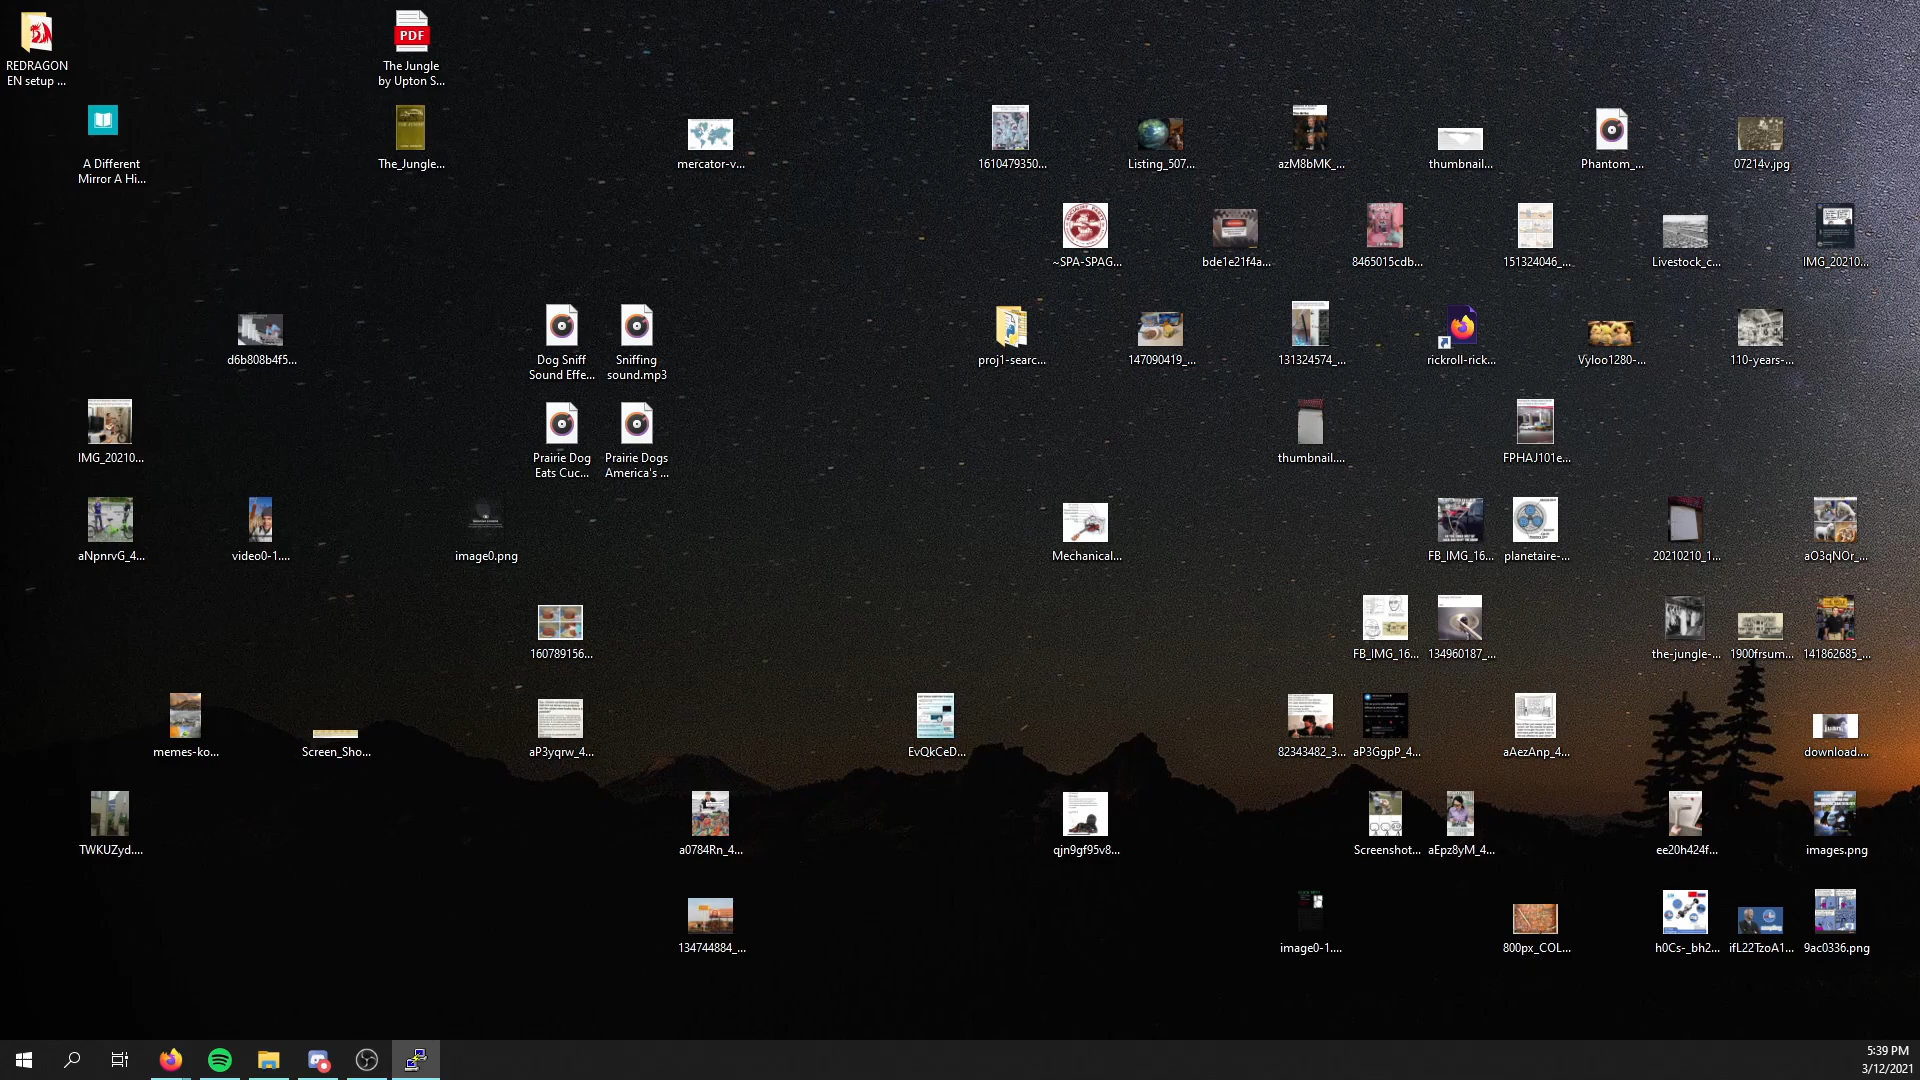 REDRAGON
EN setup ...
PDF
The Jungle
by Upton S...
A Different
Mirror A Hi...
The_Jungle...
mercator-v...
1610479350...
Listing_507...
azM8bMK_...
thumbnail...
Phantom_...
07214v.jpg
~SPA-SPAG...
bde1e21f4a...
8465015cdb...
151324046_...
Livestock_c...
IMG_20210...
d6b808b4f5...
Dog Sniff
Sound Effe...
Sniffing
sound.mp3
proj1-searc...
147090419_...
131324574_...
rickroll-rick...
Vyloo1280-...
110-years-...
IMG_20210...
Prairie Dog
Eats Cuc...
Prairie Dogs
America's ...
thumbnail....
FPHAJ101e...
aNpnrvG_4...
video0-1....
image0.png
Mechanical...
FB_IMG_16...
planetaire-...
20210210_1...
aO3qNOr_...
160789156...
FB_IMG_16...
134960187_...
the-jungle-...
1900frsum...
141862685_...
memes-ko...
Screen_Sho...
aP3yqrw_4...
EvQkCeD...
82343482_3...
aP3GgpP_4...
aAezAnp_4...
juan.
download....
TWKUZyd....
a0784Rn_4...
qjn9gf95v8...
Screenshot...
aEpz8yM_4...
ee20h424f...
images.png
134744884_...
image0-1....
800px_COL...
h0Cs-_bh2...
ifL22TzoA1...
9ac0336.png
5:39 PM
3/12/2021